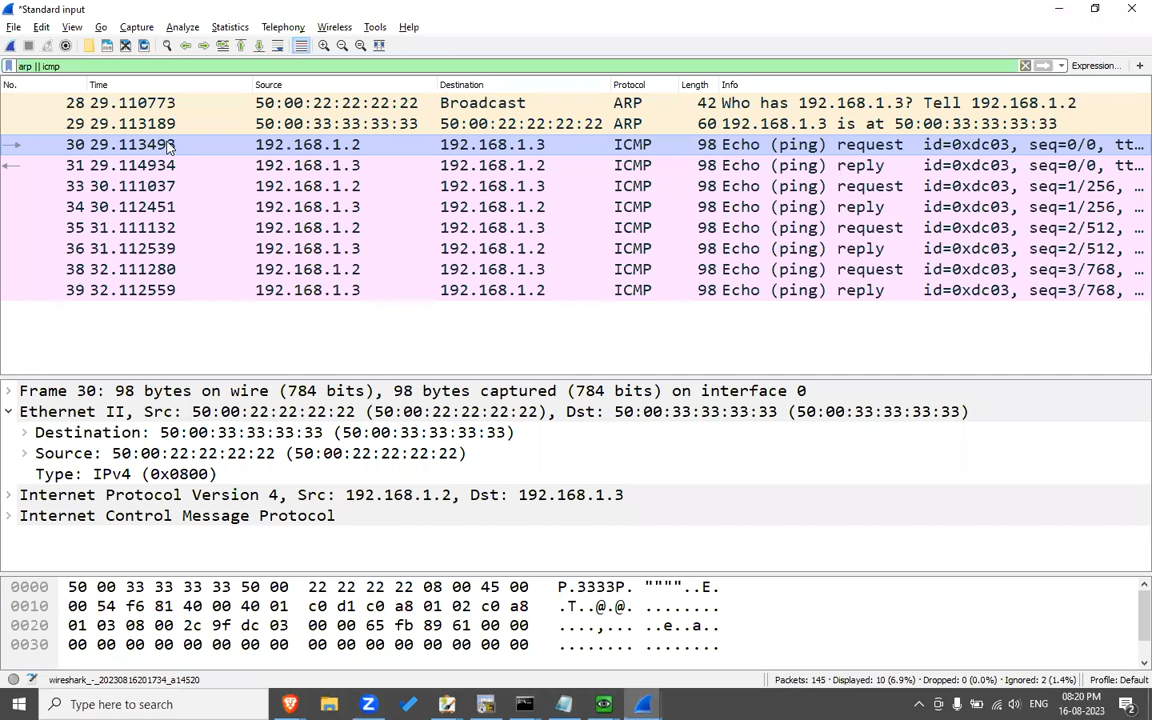 *Standard input
File Edit View Go Capture Analyze Statistics Telephony Wireless Tools Help
arp || icmp Expression... +
No. Time Source Destination Protocol Length Info
28 29.110773 50:00:22:22:22:22 Broadcast ARP 42 Who has 192.168.1.3? Tell 192.168.1.2
29 29.113189 50:00:33:33:33:33 50:00:22:22:22:22 ARP 60 192.168.1.3 is at 50:00:33:33:33:33
30 192.168.1.2 192.168.1.3 ICMP 98 Echo (ping) request id=0xdc03, seq=0/0, tt…
31 29.114934 192.168.1.3 192.168.1.2 ICMP 98 Echo (ping) reply id=0xdc03, seq=0/0, tt…
33 30.111037 192.168.1.2 192.168.1.3 ICMP 98 Echo (ping) request id=0xdc03, seq=1/256, …
34 30.112451 192.168.1.3 192.168.1.2 ICMP 98 Echo (ping) reply id=0xdc03, seq=1/256, …
35 31.111132 192.168.1.2 192.168.1.3 ICMP 98 Echo (ping) request id=0xdc03, seq=2/512, …
36 31.112539 192.168.1.3 192.168.1.2 ICMP 98 Echo (ping) reply id=0xdc03, seq=2/512, …
38 32.111280 192.168.1.2 192.168.1.3 ICMP 98 Echo (ping) request id=0xdc03, seq=3/768, …
39 32.112559 192.168.1.3 192.168.1.2 ICMP 98 Echo (ping) reply id=0xdc03, seq=3/768, …
Frame 30: 98 bytes on wire (784 bits), 98 bytes captured (784 bits) on interface 0
Ethernet II, Src: 50:00:22:22:22:22 (50:00:22:22:22:22), Dst: 50:00:33:33:33:33 (50:00:33:33:33:33)
Destination: 50:00:33:33:33:33 (50:00:33:33:33:33)
Source: 50:00:22:22:22:22 (50:00:22:22:22:22)
Type: IPv4 (0x0800)
Internet Protocol Version 4, Src: 192.168.1.2, Dst: 192.168.1.3
Internet Control Message Protocol
0000 50 00 33 33 33 33 50 00 22 22 22 22 08 00 45 00 P.3333P. """"..E.
0010 00 54 f6 81 40 00 40 01 c0 d1 c0 a8 01 02 c0 a8 .T..@.@. ........
0020 01 03 08 00 2c 9f dc 03 00 00 65 fb 89 61 00 00 ....,... ..e..a..
0030 00 00 00 00 00 00 00 00 00 00 00 00 00 00 00 00 ........ ........
wireshark_-_20230816201734_a14520 Packets: 145 · Displayed: 10 (6.9%) · Dropped: 0 (0.0%) · Ignored: 2 (1.4%) Profile: Default
Type here to search ENG 08:20 PM
16-08-2023 2